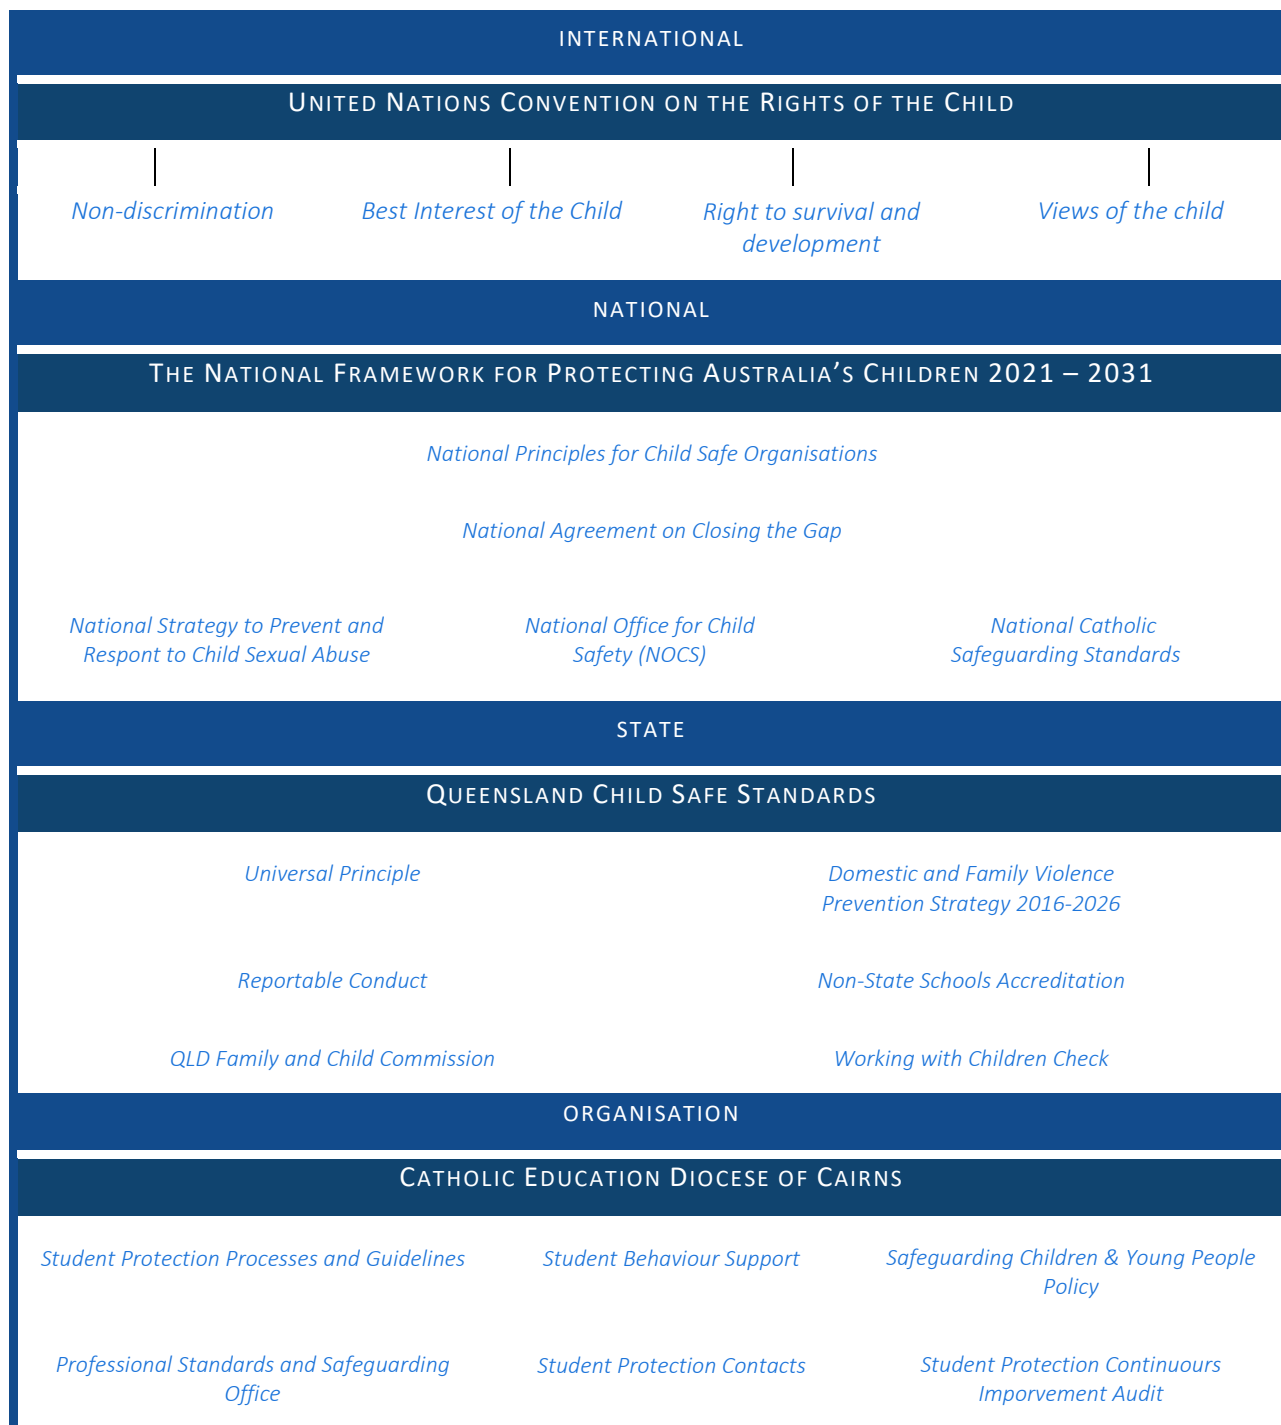 INTERNATIONAL
UNITED NATIONS CONVENTION ON THE RIGHTS OF THE CHILD
Non-discrimination
Best Interest of the Child
Right to survival and
development
Views of the child
NATIONAL
THE NATIONAL FRAMEWORK FOR PROTECTING AUSTRALIA’S CHILDREN 2021 – 2031
National Principles for Child Safe Organisations
National Agreement on Closing the Gap
National Strategy to Prevent and
Respont to Child Sexual Abuse
National Office for Child
Safety (NOCS)
National Catholic
Safeguarding Standards
STATE
QUEENSLAND CHILD SAFE STANDARDS
Universal Principle
Domestic and Family Violence
Prevention Strategy 2016-2026
Reportable Conduct
Non-State Schools Accreditation
QLD Family and Child Commission
Working with Children Check
ORGANISATION
CATHOLIC EDUCATION DIOCESE OF CAIRNS
Student Protection Processes and Guidelines
Student Behaviour Support
Safeguarding Children & Young People
Policy
Professional Standards and Safeguarding
Office
Student Protection Contacts
Student Protection Continuours
Imporvement Audit